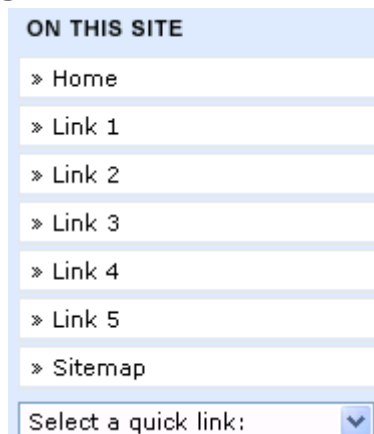 ON THIS SITE
» Home
» Link 1
» Link 2
» Link 3
» Link 4
» Link 5
» Sitemap
Select a quick link: